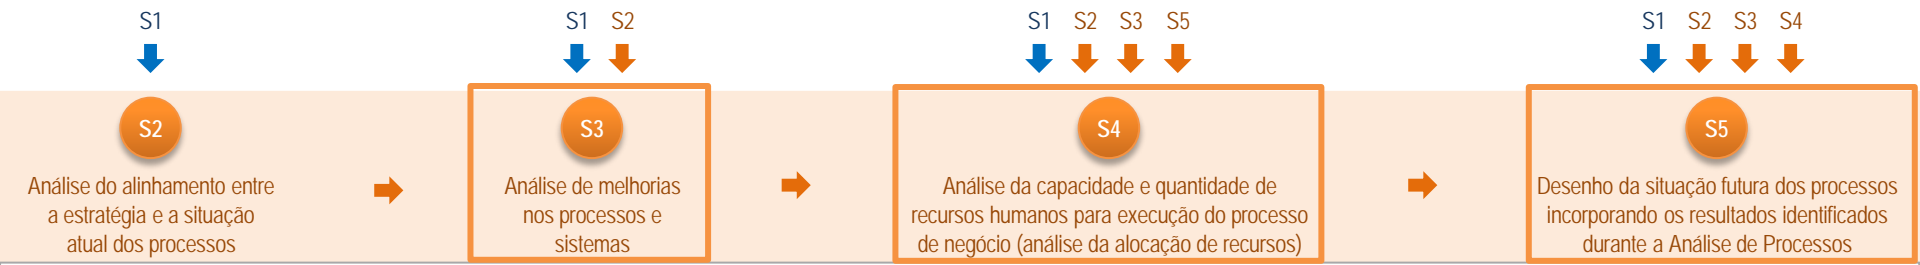 S1
S1 S2
S1 S2 S3 S5
S1 S2 S3 S4
S2
Análise do alinhamento entre
a estratégia e a situação
atual dos processos
S3
Análise de melhorias
nos processos e
sistemas
S4
Análise da capacidade e quantidade de
recursos humanos para execução do processo
de negócio (análise da alocação de recursos)
S5
Desenho da situação futura dos processos
incorporando os resultados identificados
durante a Análise de Processos